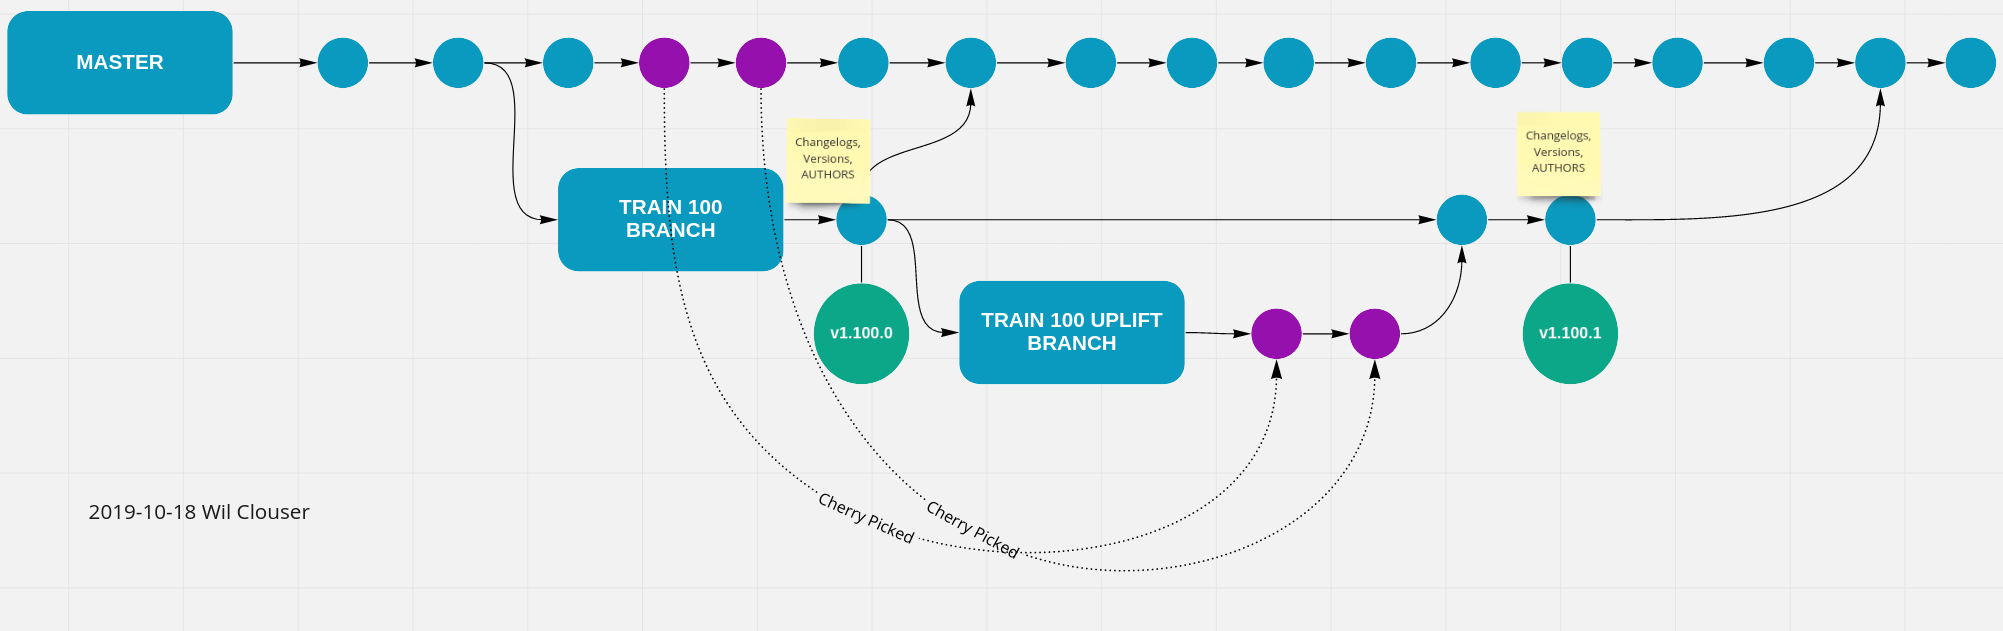 MASTER
Changelogs,
Versions,
AUTHORS
Changelogs,
Versions,
AUTHORS
TRAIN 100
BRANCH
v1.100.0
TRAIN 100 UPLIFT
BRANCH
v1.100.1
Cherry Picked
Cherry Picked
2019-10-18 Wil Clouser